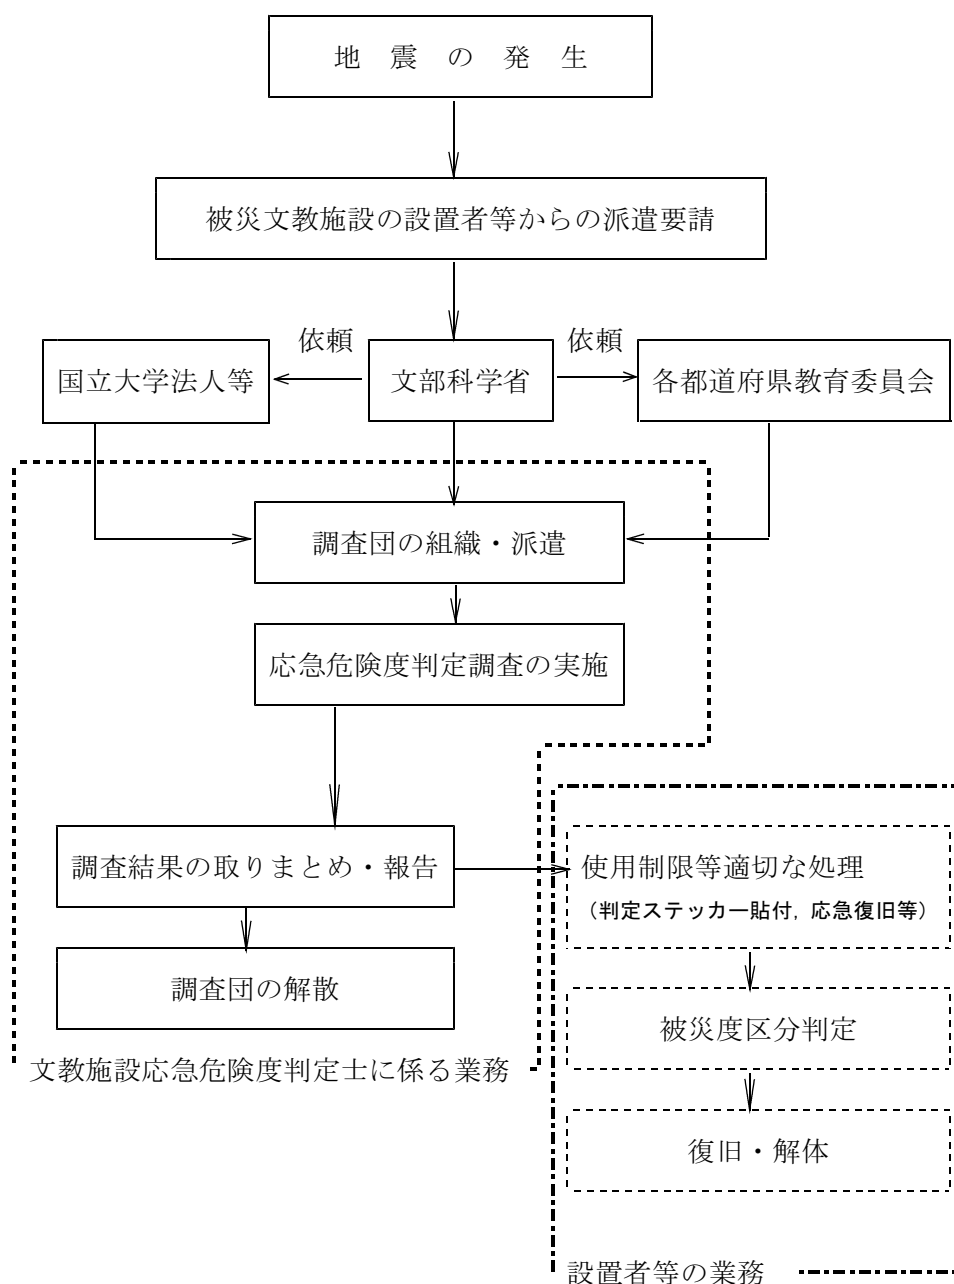 地　震　の　発　生
被災文教施設の設置者等からの派遣要請
依頼
依頼
国立大学法人等
文部科学省
各都道府県教育委員会
調査団の組織・派遣
応急危険度判定調査の実施
調査結果の取りまとめ・報告
使用制限等適切な処理
（判定ステッカー貼付，応急復旧等）
調査団の解散
被災度区分判定
文教施設応急危険度判定士に係る業務
復旧・解体
設置者等の業務